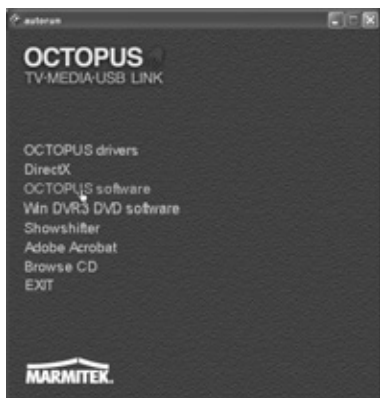 autorun
OCTOPUS
TV-MEDIA-USB LINK
OCTOPUS drivers
DirectX
OCTOPUS software
Win DVR3 DVD software
Showshifter
Adobe Acrobat
Browse CD
EXIT
MARMITEK.